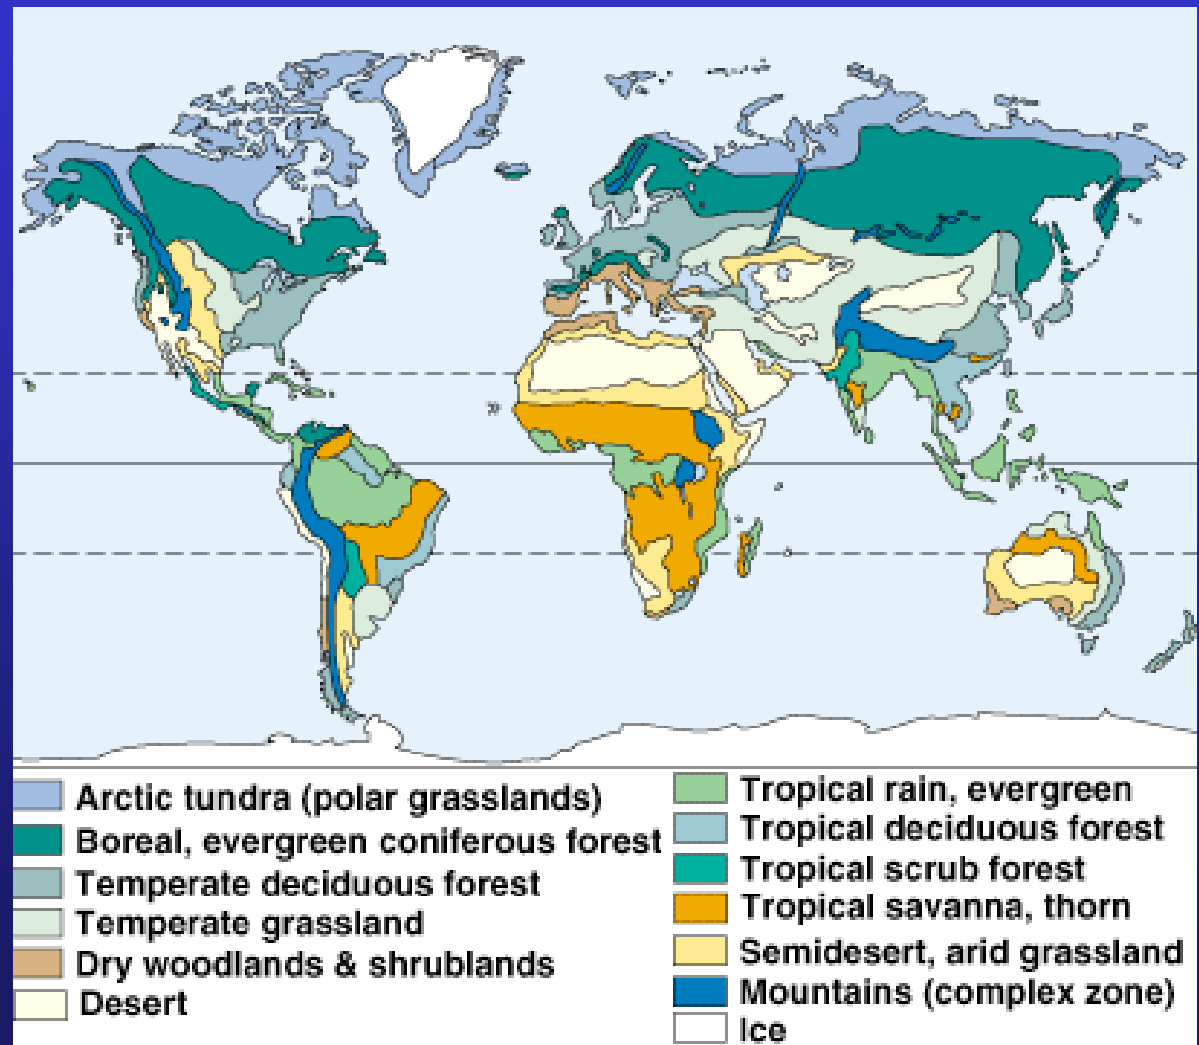 Arctic tundra (polar grasslands)
Boreal, evergreen coniferous forest
Temperate deciduous forest
Temperate grassland
Dry woodlands & shrublands
Desert
Tropical rain, evergreen
Tropical deciduous forest
Tropical scrub forest
Tropical savanna, thorn
Semidesert, arid grassland
Mountains (complex zone)
Ice